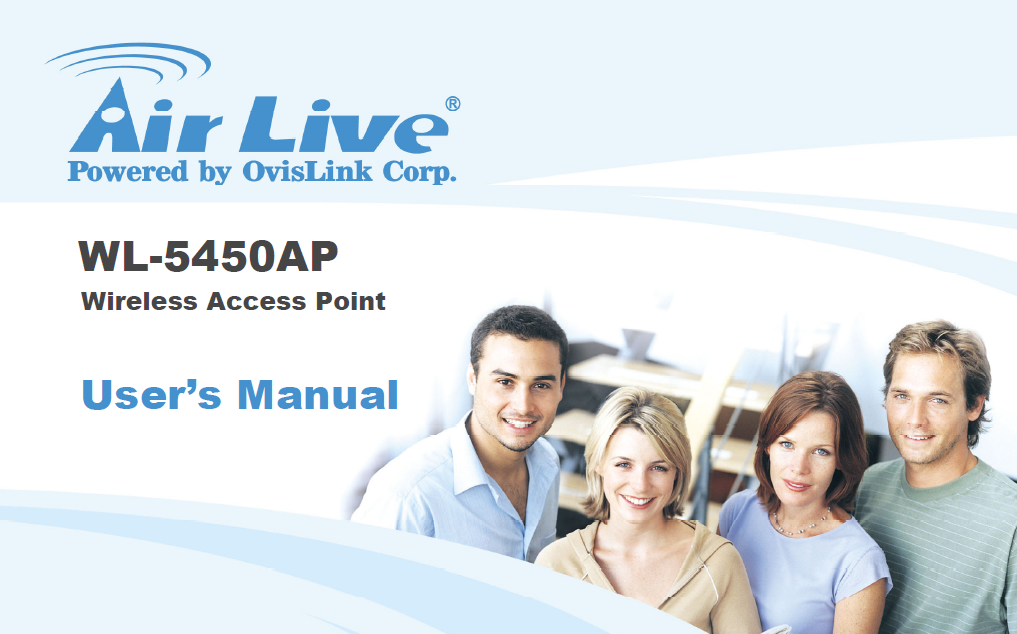 Air Live®
Powered by OvisLink Corp.
WL-5450AP
Wireless Access Point
User’s Manual